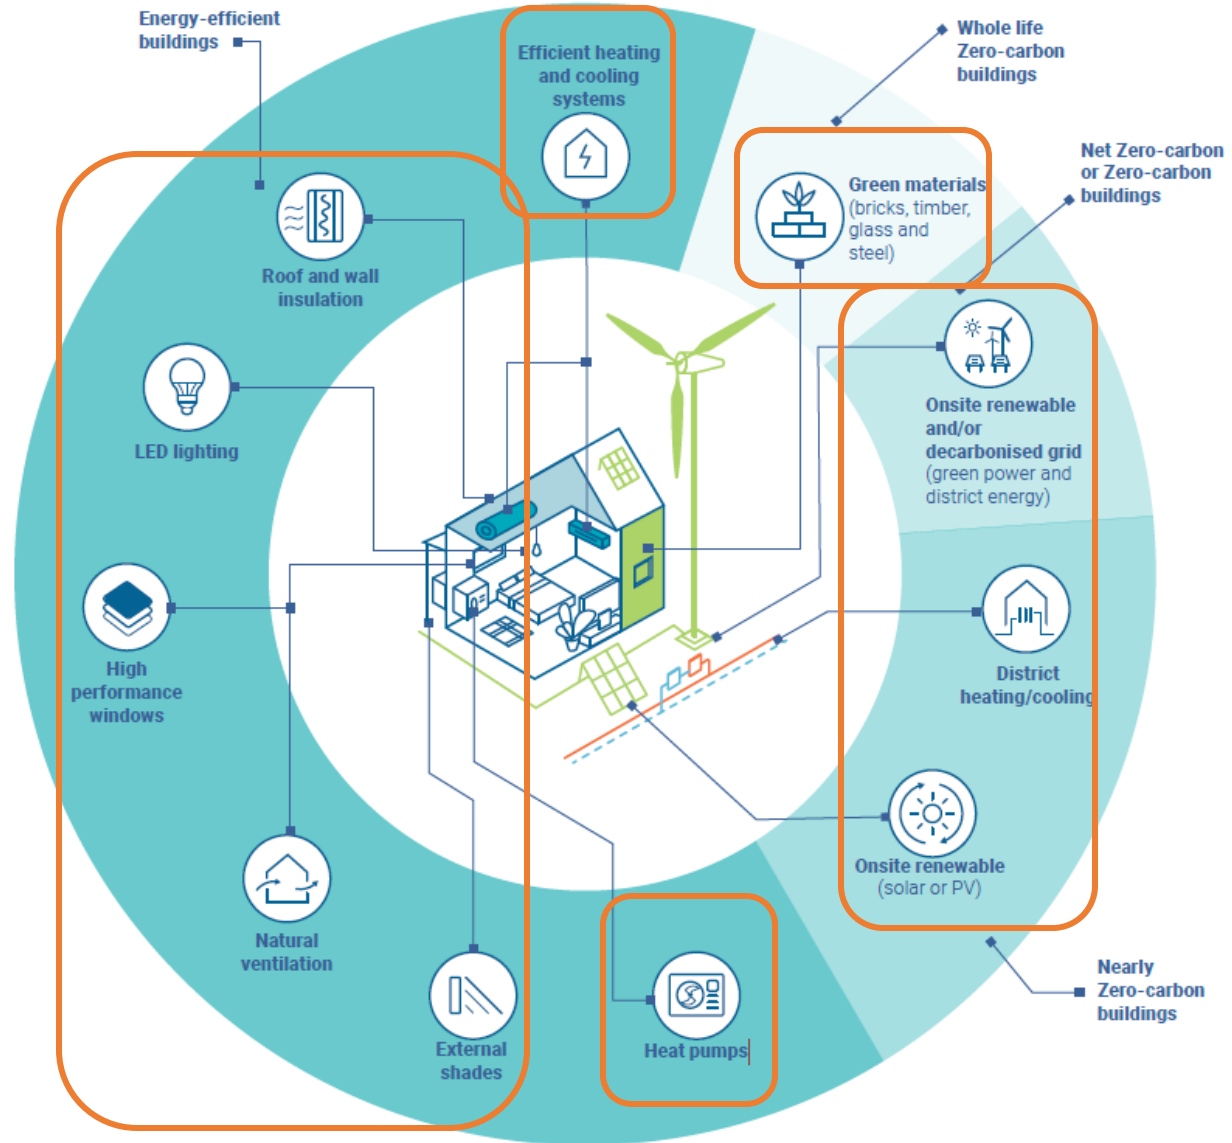 Energy-efficient
buildings
Efficient heating
and cooling
systems
Whole life
Zero-carbon
buildings
Net Zero-carbon
or Zero-carbon
buildings
Green materials
(bricks, timber,
glass and
steel)
Roof and wall
insulation
LED lighting
Onsite renewable
and/or
decarbonised grid
(green power and
district energy)
High
performance
windows
District
heating/cooling
Onsite renewable
(solar or PV)
Natural
ventilation
External
shades
Heat pumps
Nearly
Zero-carbon
buildings